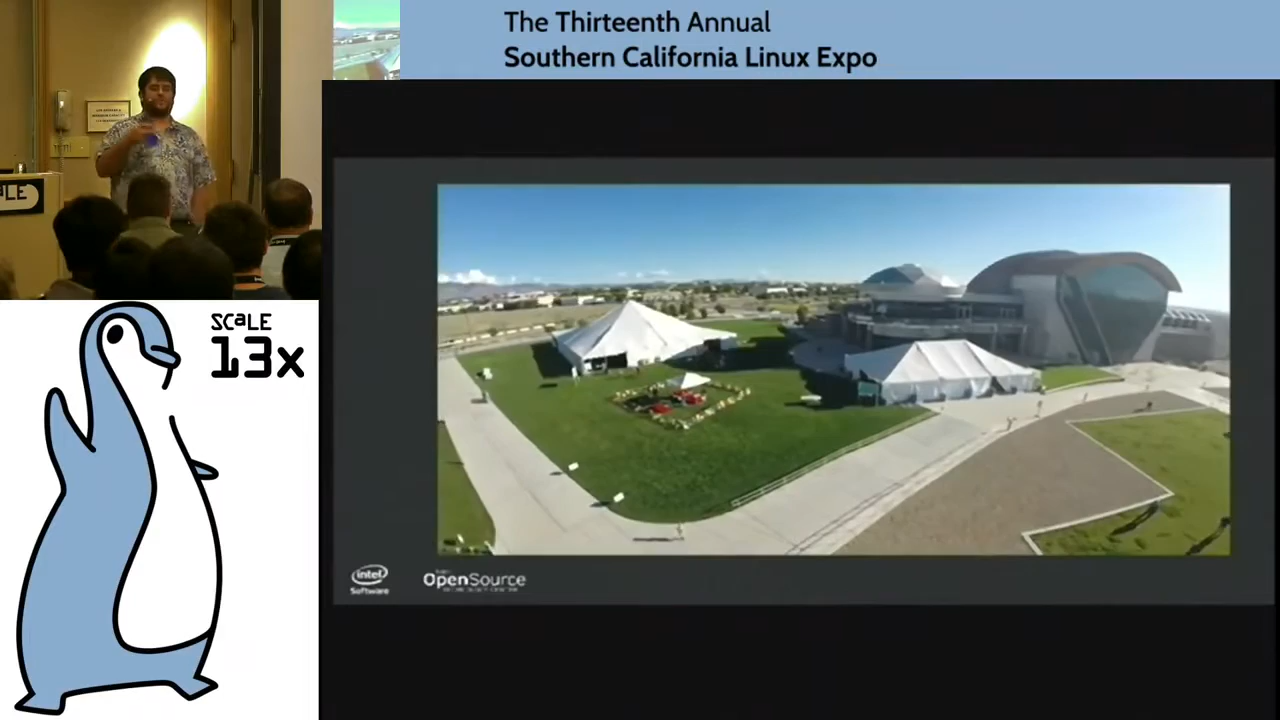 The Thirteenth Annual
Southern California Linux Expo
SCaLE
13x
intel
Software
OpenSource